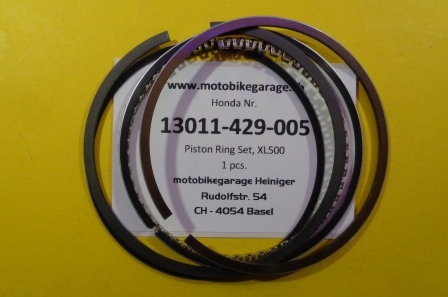 www.motobikegarage.
Honda Nr.
13011-429-005
Piston Ring Set, XL500
1 pcs.
motobikegarage Heiniger
Rudolfstr. 54
CH - 4054 Basel